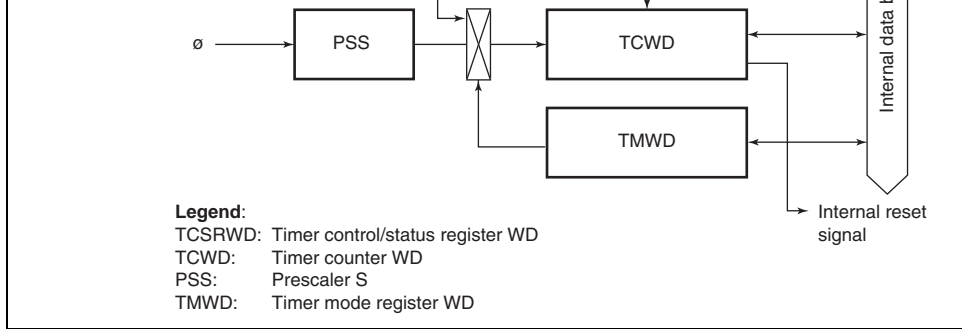 ø PSS TCWD
Internal data
TMWD
Internal reset
signal
Legend:
TCSRWD: Timer control/status register WD
TCWD: Timer counter WD
PSS: Prescaler S
TMWD: Timer mode register WD